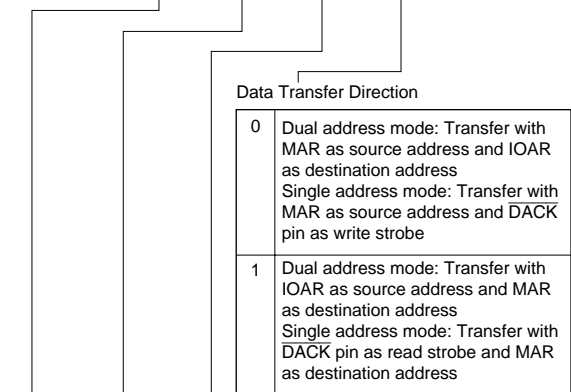 Data Transfer Direction
0 Dual address mode: Transfer with
MAR as source address and IOAR
as destination address
Single address mode: Transfer with
MAR as source address and D̅A̅C̅K̅
pin as write strobe
1 Dual address mode: Transfer with
IOAR as source address and MAR
as destination address
Single address mode: Transfer with
D̅A̅C̅K̅ pin as read strobe and MAR
as destination address